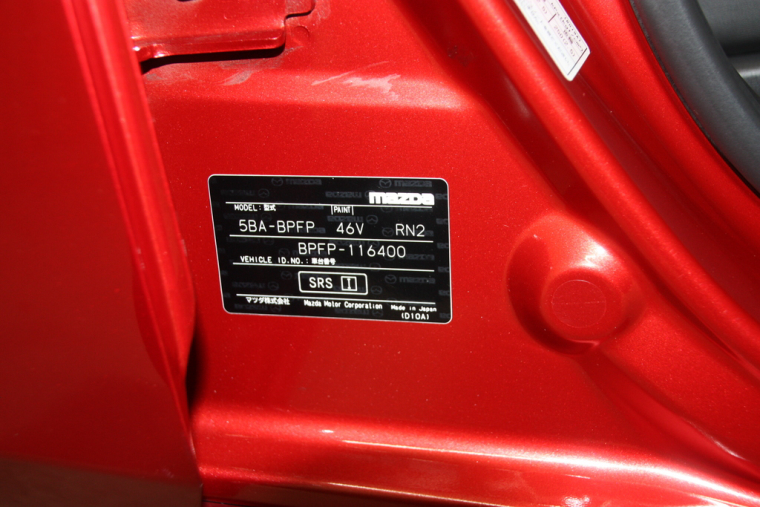 mazda
MODEL: 型式 PAINT
5BA-BPFP 46V RN2
BPFP-116400
VEHICLE ID.NO.: 車台番号
SRS II
マツダ株式会社 Mazda Motor Corporation Made in Japan
(D10A)